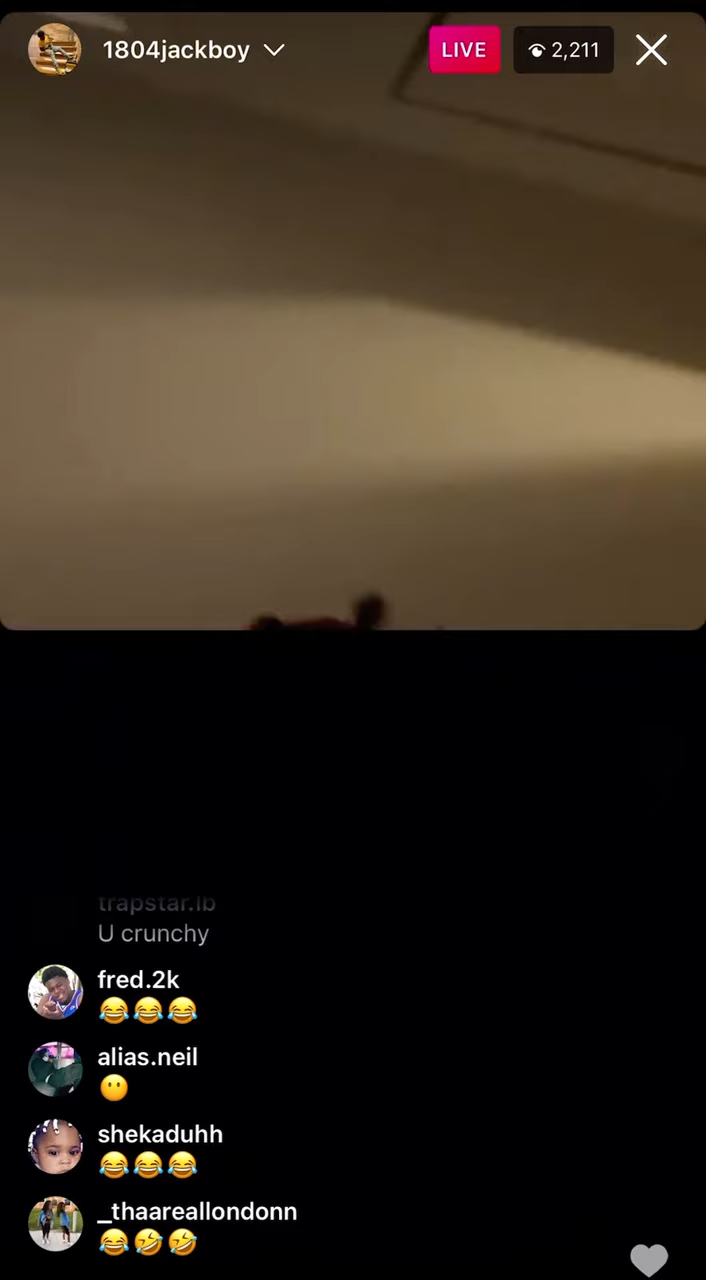 1804jackboy
LIVE
2,211
trapstar.lb
U crunchy
fred.2k
😂😂😂
alias.neil
😶
shekaduhh
😂😂😂
_thaareallondonn
😂🤣🤣